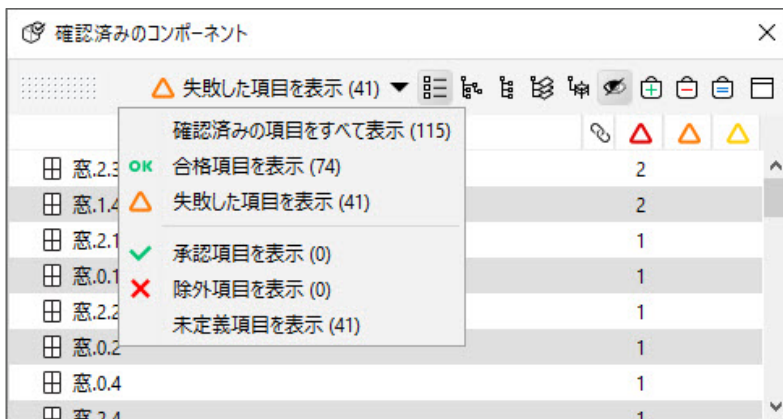 確認済みのコンポーネント
失敗した項目を表示 (41)
確認済みの項目をすべて表示 (115)
窓.2.3 OK 合格項目を表示 (74) 2
窓.1.4 失敗した項目を表示 (41) 2
窓.2.1 承認項目を表示 (0) 1
窓.0.1 除外項目を表示 (0) 1
窓.2.2 未定義項目を表示 (41) 1
窓.0.2 1
窓.0.4 1
窓.2.4 1